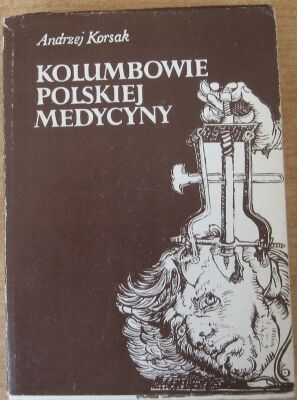 Andrzej Korsak
KOLUMBOWIE
POLSKIEJ
MEDYCYNY